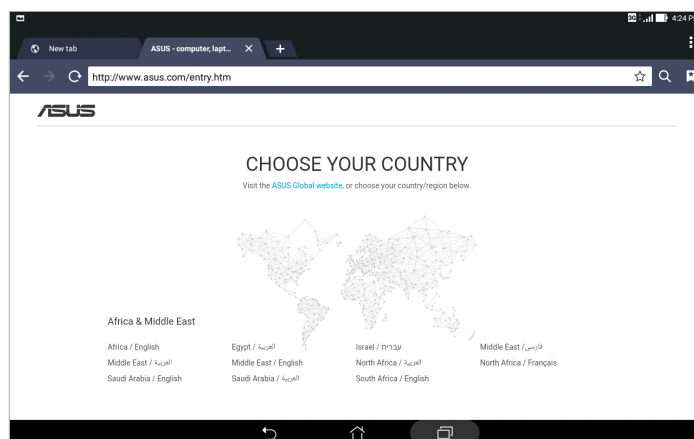 3G 4:24 P
New tab ASUS - computer, lapt...
http://www.asus.com/entry.htm
ASUS
CHOOSE YOUR COUNTRY
Visit the ASUS Global website, or choose your country/region below.
Africa & Middle East
Africa / English Egypt / العربية Israel / עברית Middle East / فارسی
Middle East / العربية Middle East / English North Africa / العربية North Africa / Français
Saudi Arabia / English Saudi Arabia / العربية South Africa / English